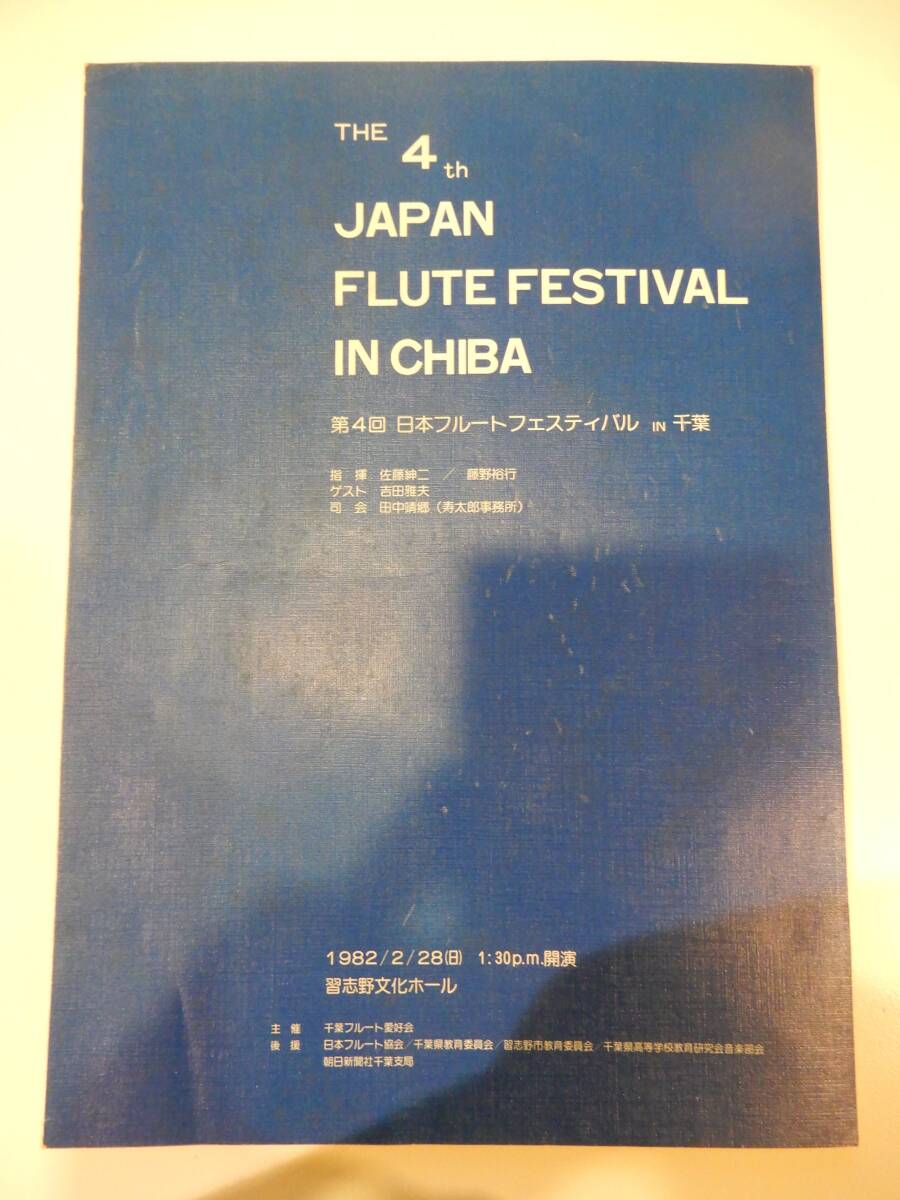 THE 4th
JAPAN
FLUTE FESTIVAL
IN CHIBA
第4回 日本フルートフェスティバル IN 千葉
指 揮 佐藤紳二 / 藤野裕行
ゲスト 吉田雅夫
司 会 田中靖郷(寿太郎事務所)
1982/2/28(日) 1:30p.m.開演
習志野文化ホール
主 催 千葉フルート愛好会
後 援 日本フルート協会/千葉県教育委員会/習志野市教育委員会/千葉県高等学校教育研究会音楽部会
朝日新聞社千葉支局